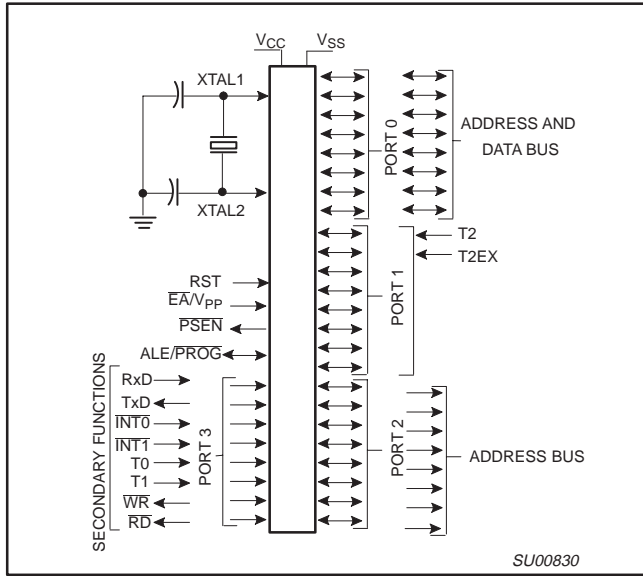 VCC
VSS
XTAL1
XTAL2
PORT 0
ADDRESS AND
DATA BUS
T2
T2EX
PORT 1
RST
EA/VPP
PSEN
ALE/PROG
SECONDARY FUNCTIONS
RxD
TxD
INT0
INT1
T0
T1
WR
RD
PORT 3
PORT 2
ADDRESS BUS
SU00830